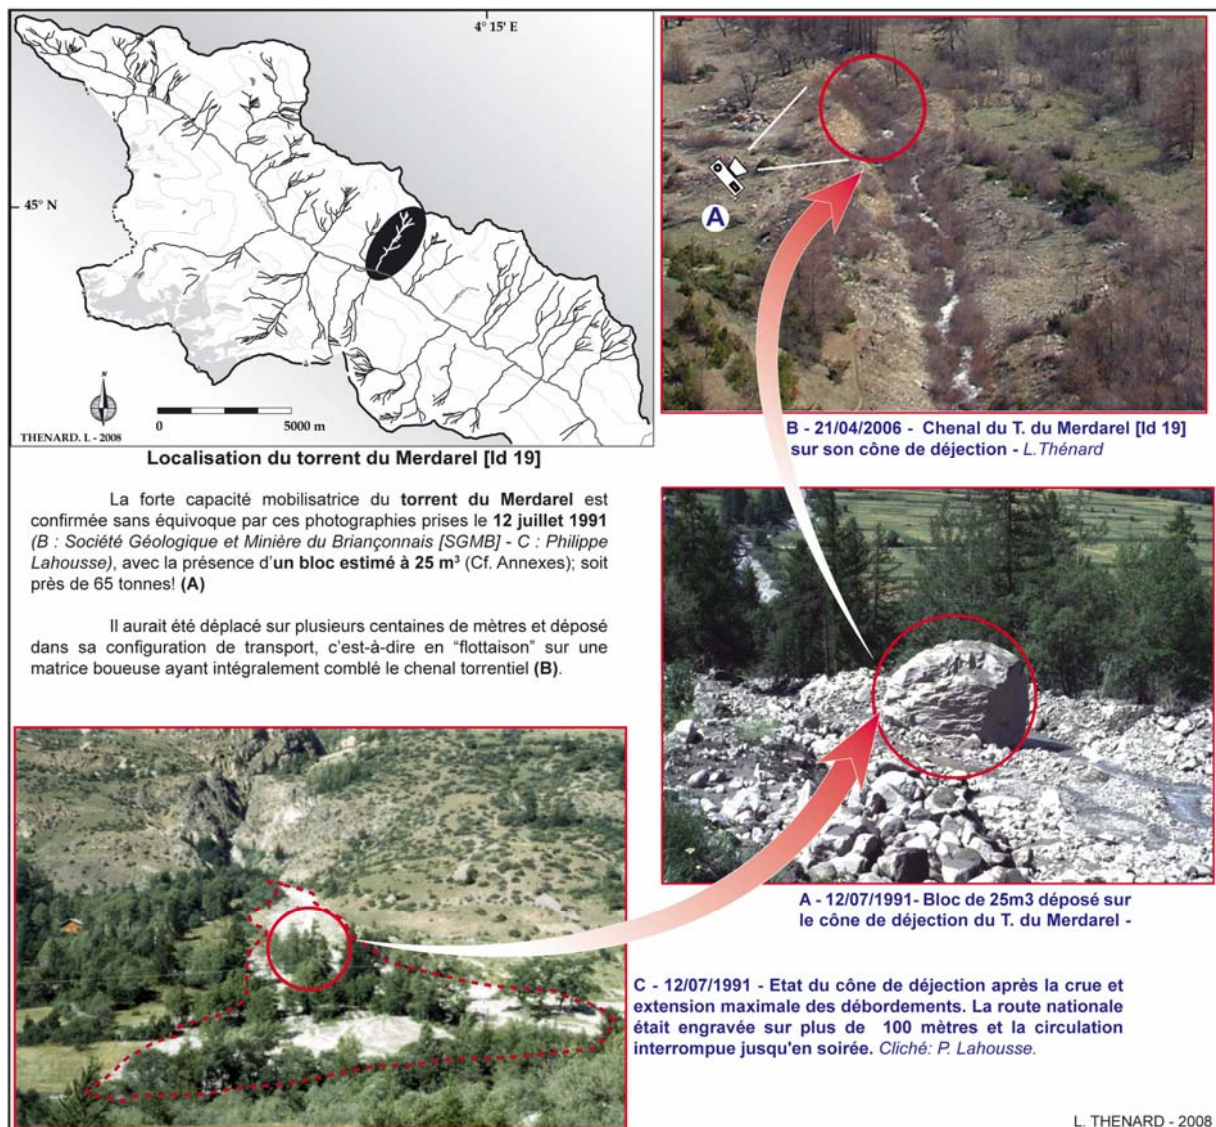 4° 15' E
45° N
N
0 5000 m
THENARD. L - 2008
Localisation du torrent du Merdarel [Id 19]
La forte capacité mobilisatrice du torrent du Merdarel est
confirmée sans équivoque par ces photographies prises le 12 juillet 1991
(B : Société Géologique et Minière du Briançonnais [SGMB] - C : Philippe
Lahousse), avec la présence d'un bloc estimé à 25 m³ (Cf. Annexes); soit
près de 65 tonnes! (A)
Il aurait été déplacé sur plusieurs centaines de mètres et déposé
dans sa configuration de transport, c'est-à-dire en "flottaison" sur une
matrice boueuse ayant intégralement comblé le chenal torrentiel (B).
A
B - 21/04/2006 - Chenal du T. du Merdarel [Id 19]
sur son cône de déjection - L.Thénard
A - 12/07/1991- Bloc de 25m3 déposé sur
le cône de déjection du T. du Merdarel -
C - 12/07/1991 - Etat du cône de déjection après la crue et
extension maximale des débordements. La route nationale
était engravée sur plus de 100 mètres et la circulation
interrompue jusqu'en soirée. Cliché: P. Lahousse.
L. THENARD - 2008